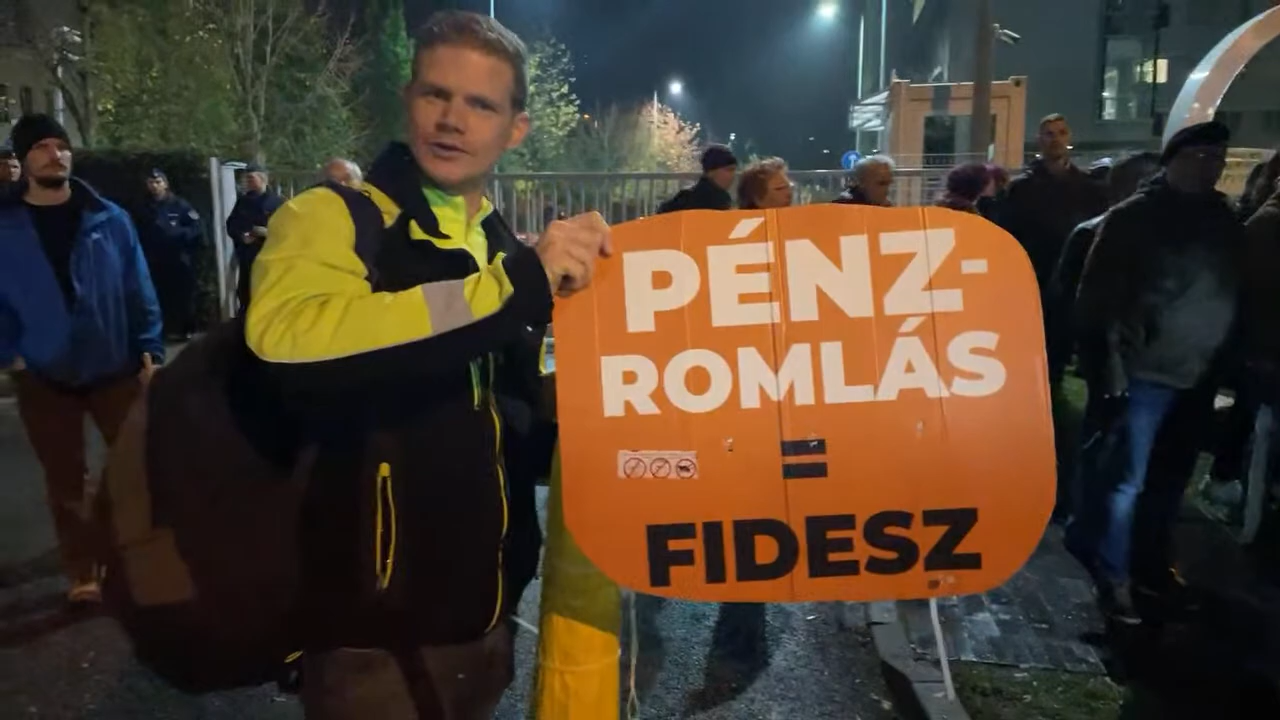 PÉNZ-
ROMLÁS
=
FIDESZ